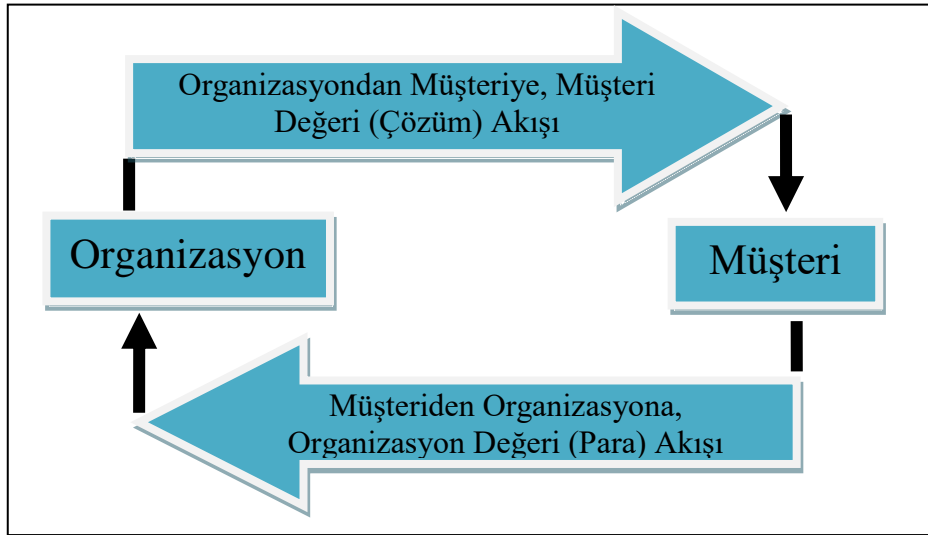 Organizasyondan Müşteriye, Müşteri
Değeri (Çözüm) Akışı
Organizasyon
Müşteri
Müşteriden Organizasyona,
Organizasyon Değeri (Para) Akışı